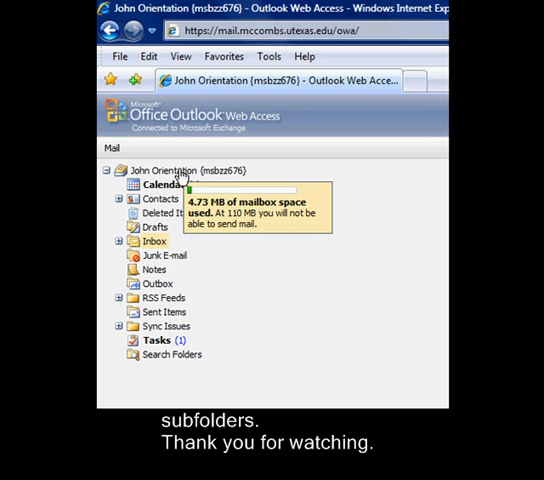 John Orientation {msbzz676} - Outlook Web Access - Windows Internet Exp
https://mail.mccombs.utexas.edu/owa/
File Edit View Favorites Tools Help
John Orientation {msbzz676} - Outlook Web Acce...
Microsoft
Office Outlook Web Access
Connected to Microsoft Exchange
Mail
John Orientation {msbzz676}
Calenda
Contacts
4.73 MB of mailbox space
Deleted It
used. At 110 MB you will not be
able to send mail.
Drafts
Inbox
Junk E-mail
Notes
Outbox
RSS Feeds
Sent Items
Sync Issues
Tasks (1)
Search Folders
subfolders.
Thank you for watching.